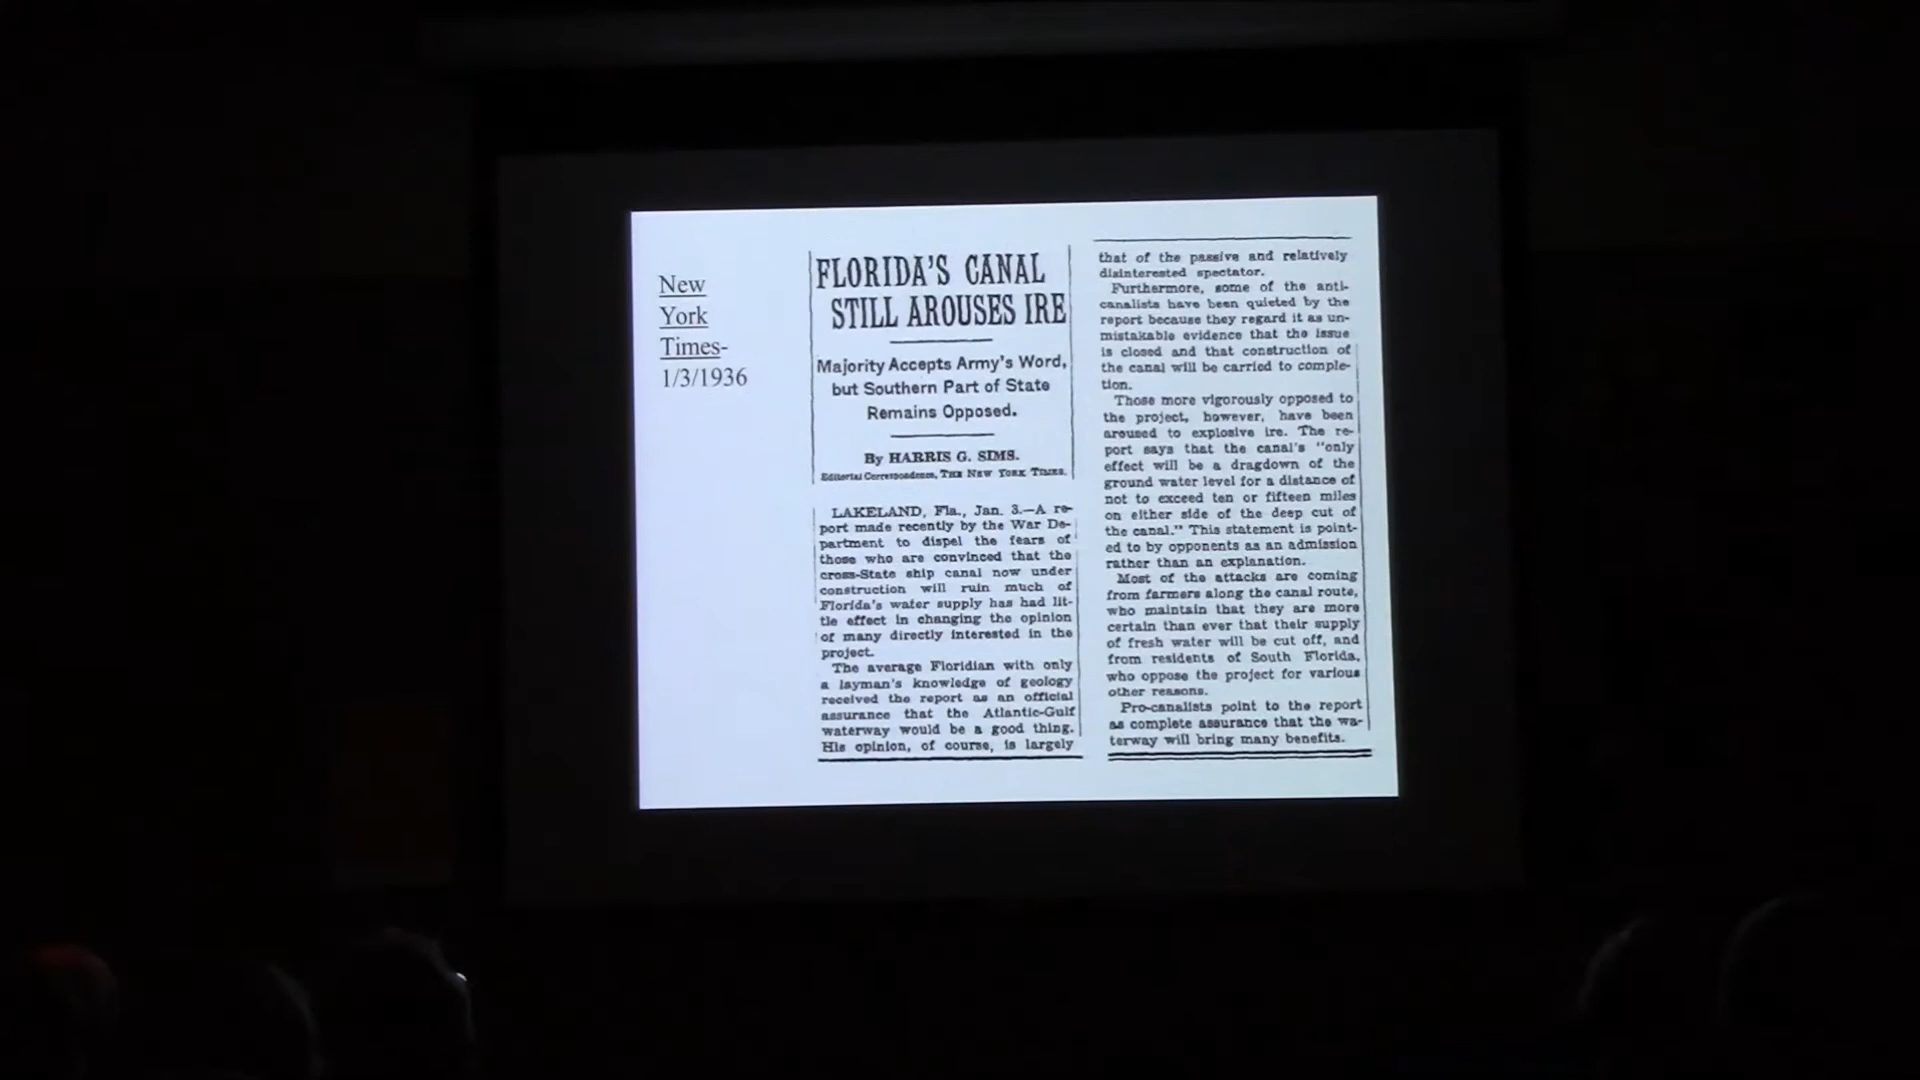 New
York
Times-
1/3/1936
FLORIDA'S CANAL
STILL AROUSES IRE
Majority Accepts Army's Word,
but Southern Part of State
Remains Opposed.
By HARRIS G. SIMS.
Editorial Correspondence, THE NEW YORK TIMES.
LAKELAND, Fla., Jan. 3.—A re-
port made recently by the War De-
partment to dispel the fears of
those who are convinced that the
cross-State ship canal now under
construction will ruin much of
Florida's water supply has had lit-
tle effect in changing the opinion
of many directly interested in the
project.
The average Floridian with only
a layman's knowledge of geology
received the report as an official
assurance that the Atlantic-Gulf
waterway would be a good thing.
His opinion, of course, is largely
that of the passive and relatively
disinterested spectator.
Furthermore, some of the anti-
canalists have been quieted by the
report because they regard it as un-
mistakable evidence that the issue
is closed and that construction of
the canal will be carried to comple-
tion.
Those more vigorously opposed to
the project, however, have been
aroused to explosive ire. The re-
port says that the canal's "only
effect will be a dragdown of the
ground water level for a distance of
not to exceed ten or fifteen miles
on either side of the deep cut of
the canal." This statement is point-
ed to by opponents as an admission
rather than an explanation.
Most of the attacks are coming
from farmers along the canal route,
who maintain that they are more
certain than ever that their supply
of fresh water will be cut off, and
from residents of South Florida,
who oppose the project for various
other reasons.
Pro-canalists point to the report
as complete assurance that the wa-
terway will bring many benefits.